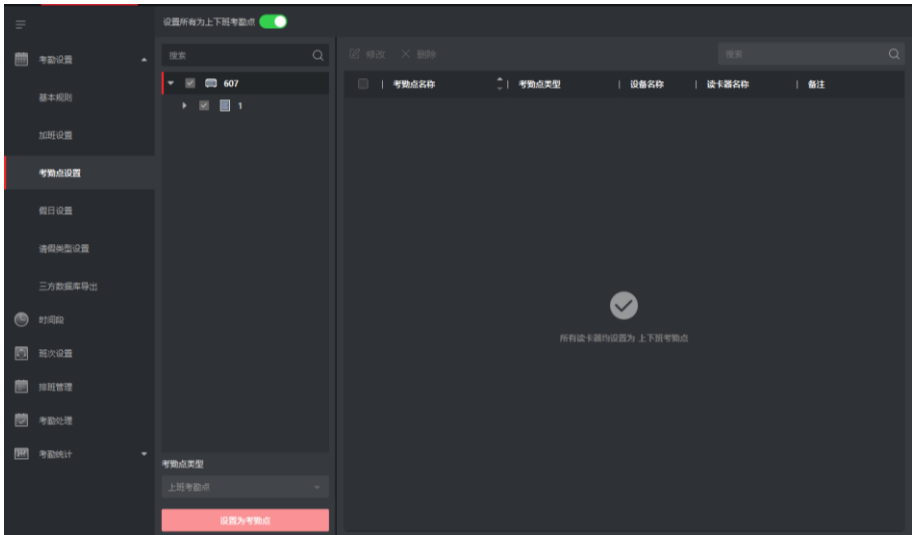 设置所有为上下班考勤点
考勤设置
基本规则
加班设置
考勤点设置
假日设置
请假类型设置
三方数据库导出
时间段
班次设置
排班管理
考勤处理
考勤统计
搜索
607
1
考勤点类型
上班考勤点
设置为考勤点
修改 删除 搜索
考勤点名称 考勤点类型 设备名称 读卡器名称 备注
所有读卡器均设置为 上下班考勤点